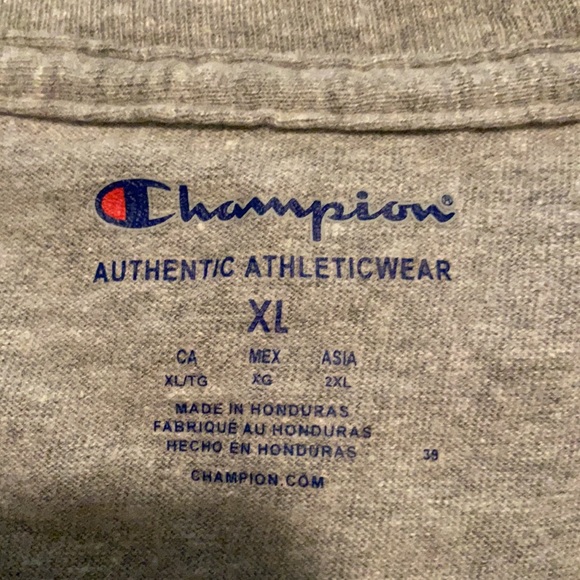 Champion
AUTHENTIC ATHLETICWEAR
XL
CA MEX ASIA
XL/TG XG 2XL
MADE IN HONDURAS
FABRIQUÉ AU HONDURAS
HECHO EN HONDURAS 38
CHAMPION.COM